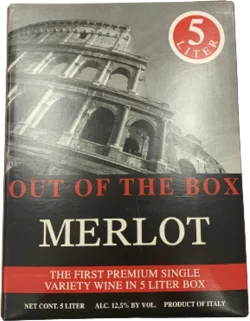 5
LITER
OUT OF THE BOX
MERLOT
THE FIRST PREMIUM SINGLE
VARIETY WINE IN 5 LITER BOX
NET CONT. 5 LITER ALC. 12,5% BY VOL. PRODUCT OF ITALY